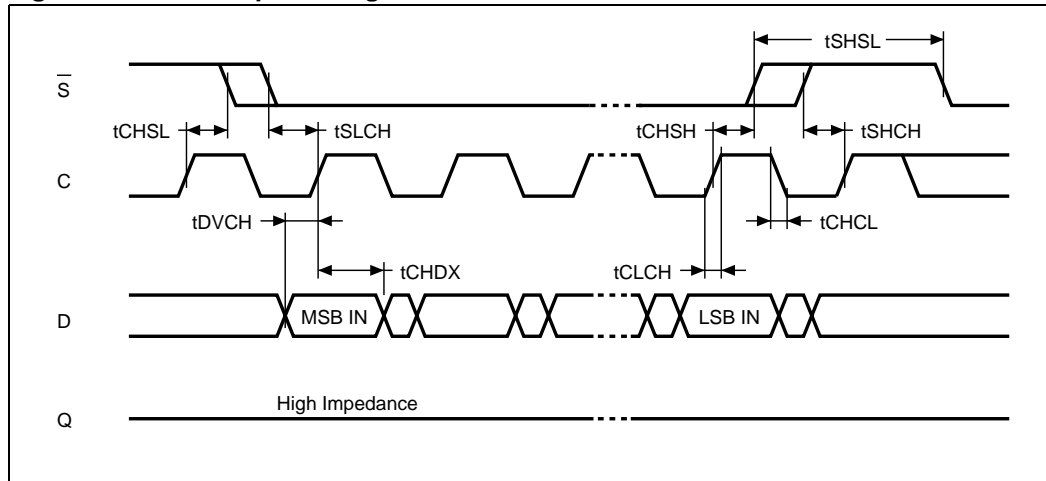 tSHSL
S
tCHSL
tSLCH
tCHSH
tSHCH
C
tDVCH
tCHCL
tCHDX
tCLCH
D
MSB IN
LSB IN
High Impedance
Q